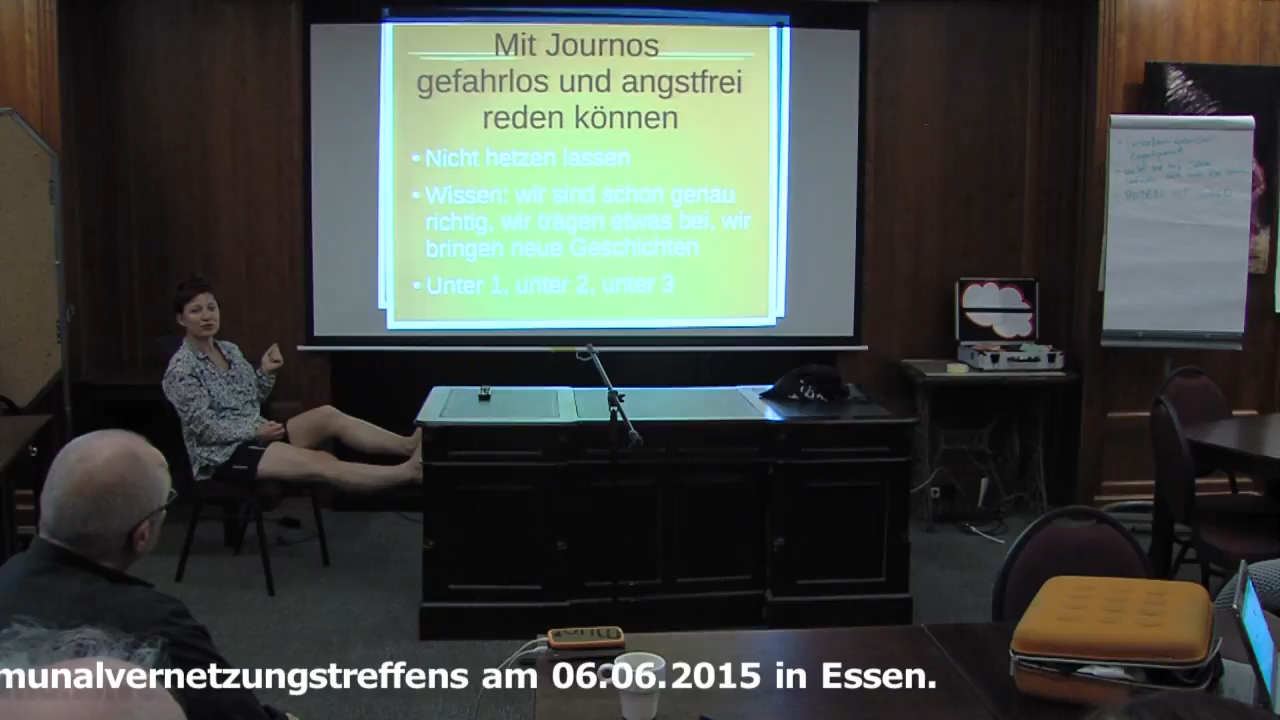 Mit Journos
gefahrlos und angstfrei
reden können
• Nicht hetzen lassen
• Wissen: wir sind schon genau
richtig, wir tragen etwas bei, wir
bringen neue Geschichten
• Unter 1, unter 2, unter 3
munalvernetzungstreffens am 06.06.2015 in Essen.